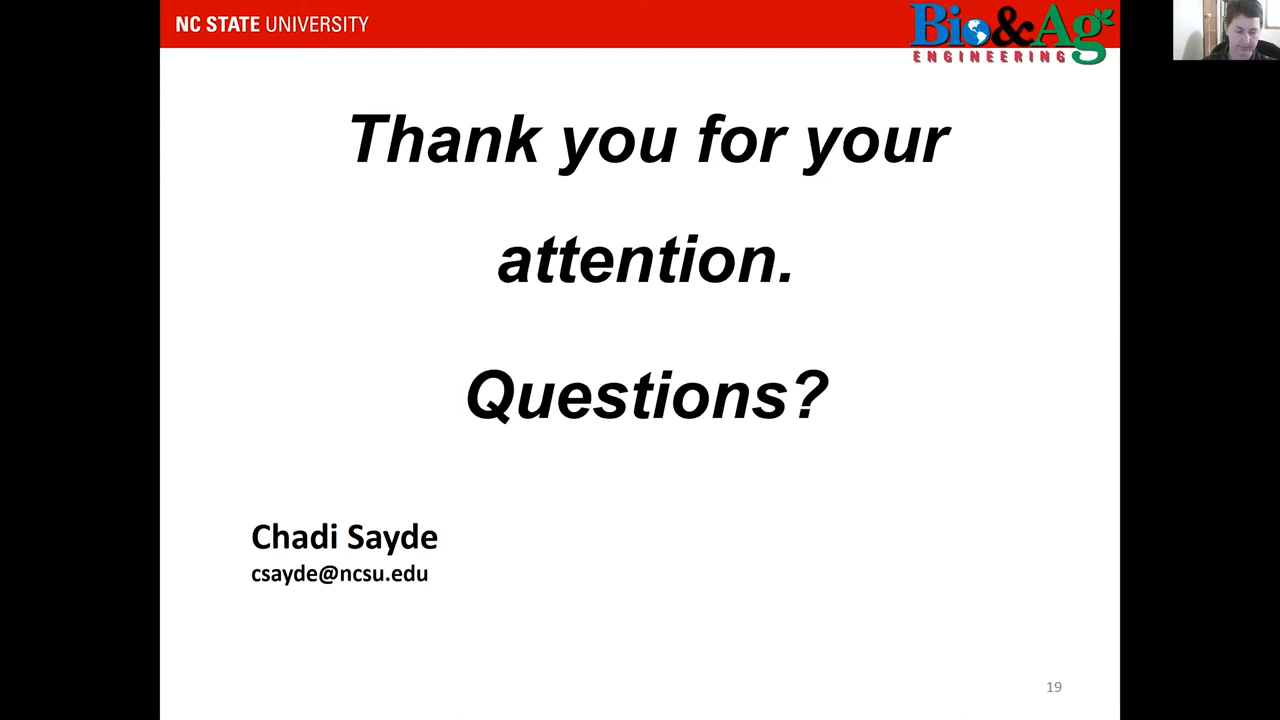 NC STATE UNIVERSITY
Bio&Ag
ENGINEERING
Thank you for your
attention.
Questions?
Chadi Sayde
csayde@ncsu.edu
19